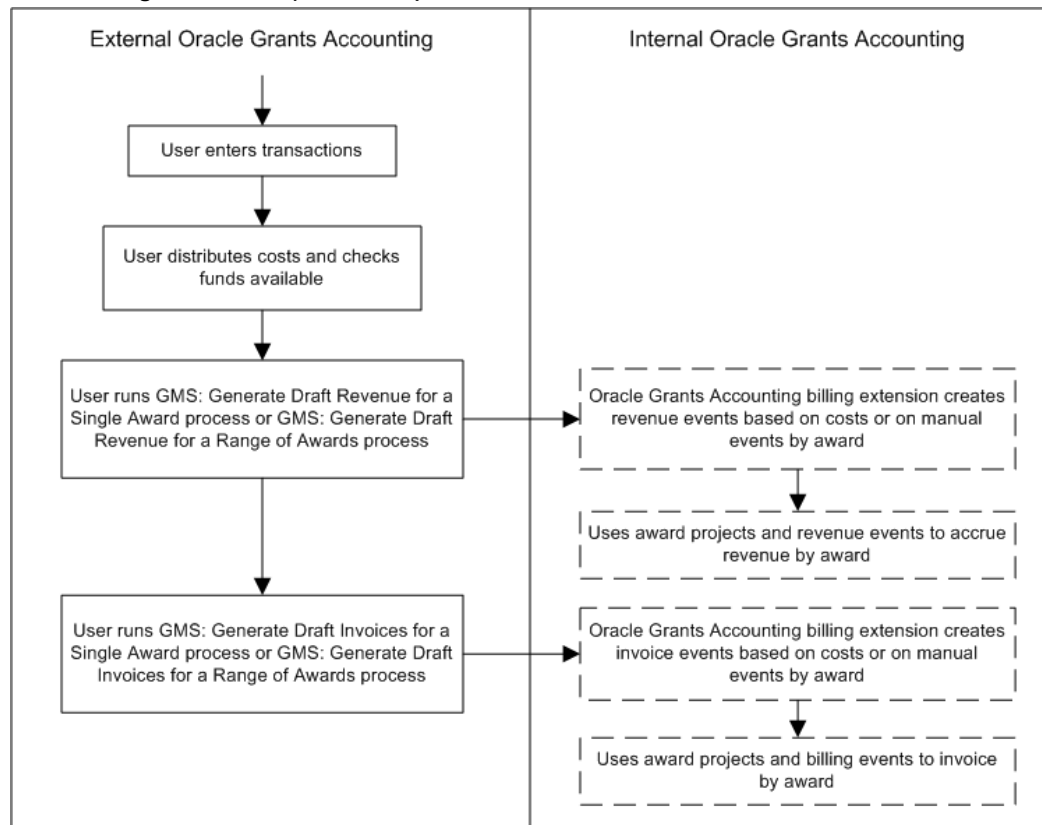 External Oracle Grants Accounting
Internal Oracle Grants Accounting
User enters transactions
User distributes costs and checks
funds available
User runs GMS: Generate Draft Revenue for a
Single Award process or GMS: Generate Draft
Revenue for a Range of Awards process
Oracle Grants Accounting billing extension creates
revenue events based on costs or on manual
events by award
Uses award projects and revenue events to accrue
revenue by award
User runs GMS: Generate Draft Invoices for a
Single Award process or GMS: Generate Draft
Invoices for a Range of Awards process
Oracle Grants Accounting billing extension creates
invoice events based on costs or on manual
events by award
Uses award projects and billing events to invoice
by award